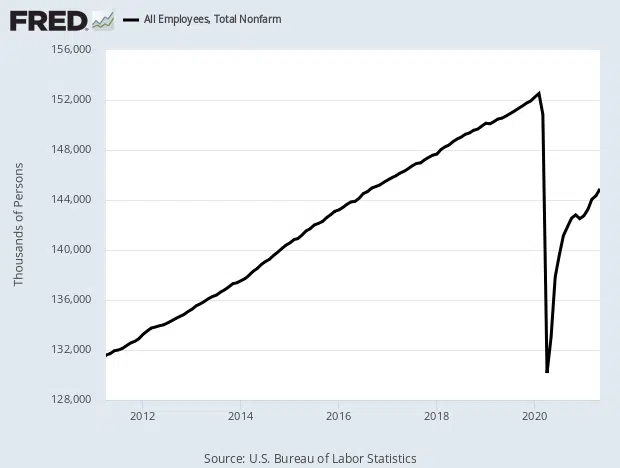 FRED
All Employees, Total Nonfarm
156,000
152,000
148,000
144,000
140,000
136,000
132,000
128,000
Thousands of Persons
2012 2014 2016 2018 2020
Source: U.S. Bureau of Labor Statistics